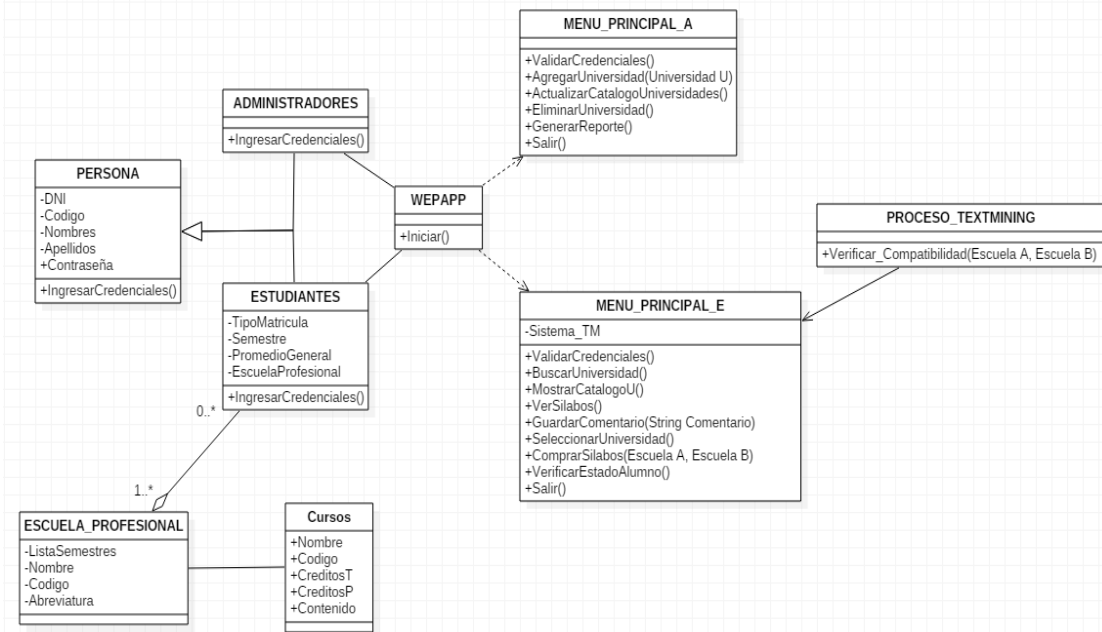 MENU_PRINCIPAL_A
+ValidarCredenciales()
+AgregarUniversidad(Universidad U)
+ActualizarCatalogoUniversidades()
+EliminarUniversidad()
+GenerarReporte()
+Salir()
ADMINISTRADORES
+IngresarCredenciales()
PERSONA
-DNI
-Codigo
-Nombres
-Apellidos
+Contraseña
+IngresarCredenciales()
WEPAPP
+Iniciar()
PROCESO_TEXTMINING
+Verificar_Compatibilidad(Escuela A, Escuela B)
ESTUDIANTES
-TipoMatricula
-Semestre
-PromedioGeneral
-EscuelaProfesional
+IngresarCredenciales()
MENU_PRINCIPAL_E
-Sistema_TM
+ValidarCredenciales()
+BuscarUniversidad()
+MostrarCatalogoU()
+VerSilabos()
+GuardarComentario(String Comentario)
+SeleccionarUniversidad()
+ComprarSilabos(Escuela A, Escuela B)
+VerificarEstadoAlumno()
+Salir()
0..*
1..*
ESCUELA_PROFESIONAL
-ListaSemestres
-Nombre
-Codigo
-Abreviatura
Cursos
+Nombre
+Codigo
+CreditosT
+CreditosP
+Contenido